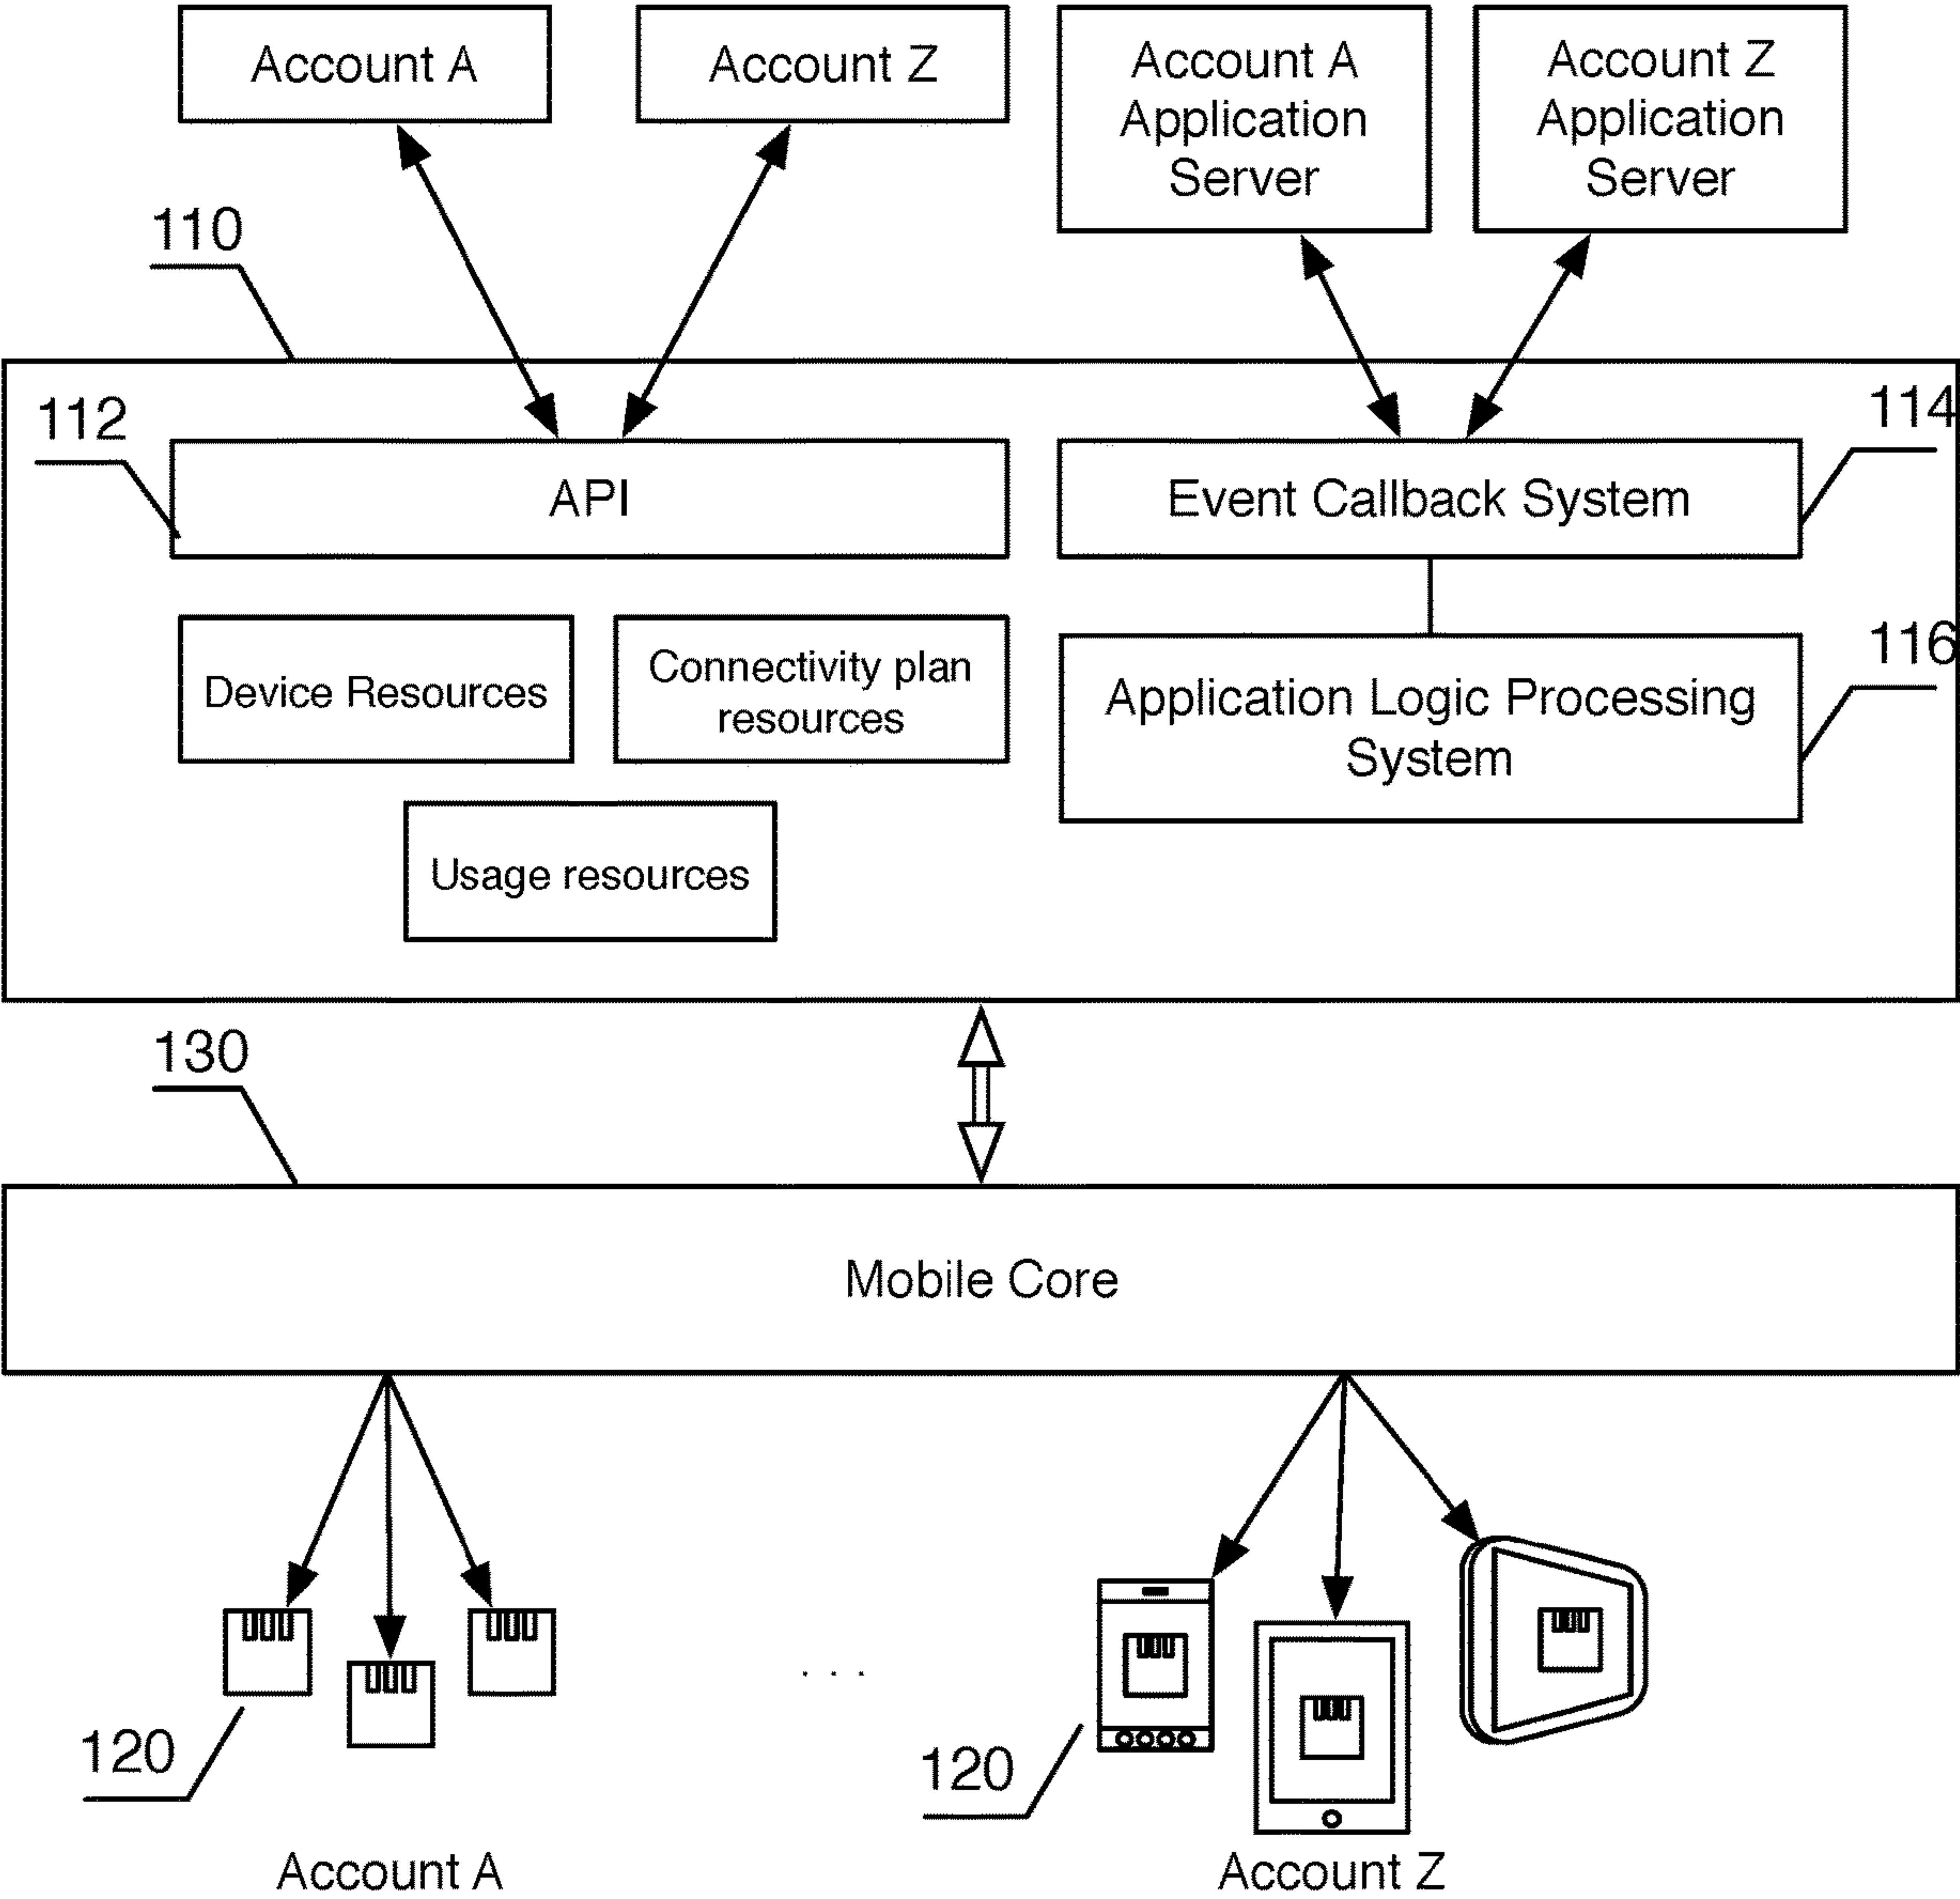 Account A
Account Z
Account A
Application
Server
Account Z
Application
Server
110
112
API
Event Callback System
114
Device Resources
Connectivity plan
resources
Application Logic Processing
System
116
Usage resources
130
Mobile Core
120
. . .
120
Account A
Account Z